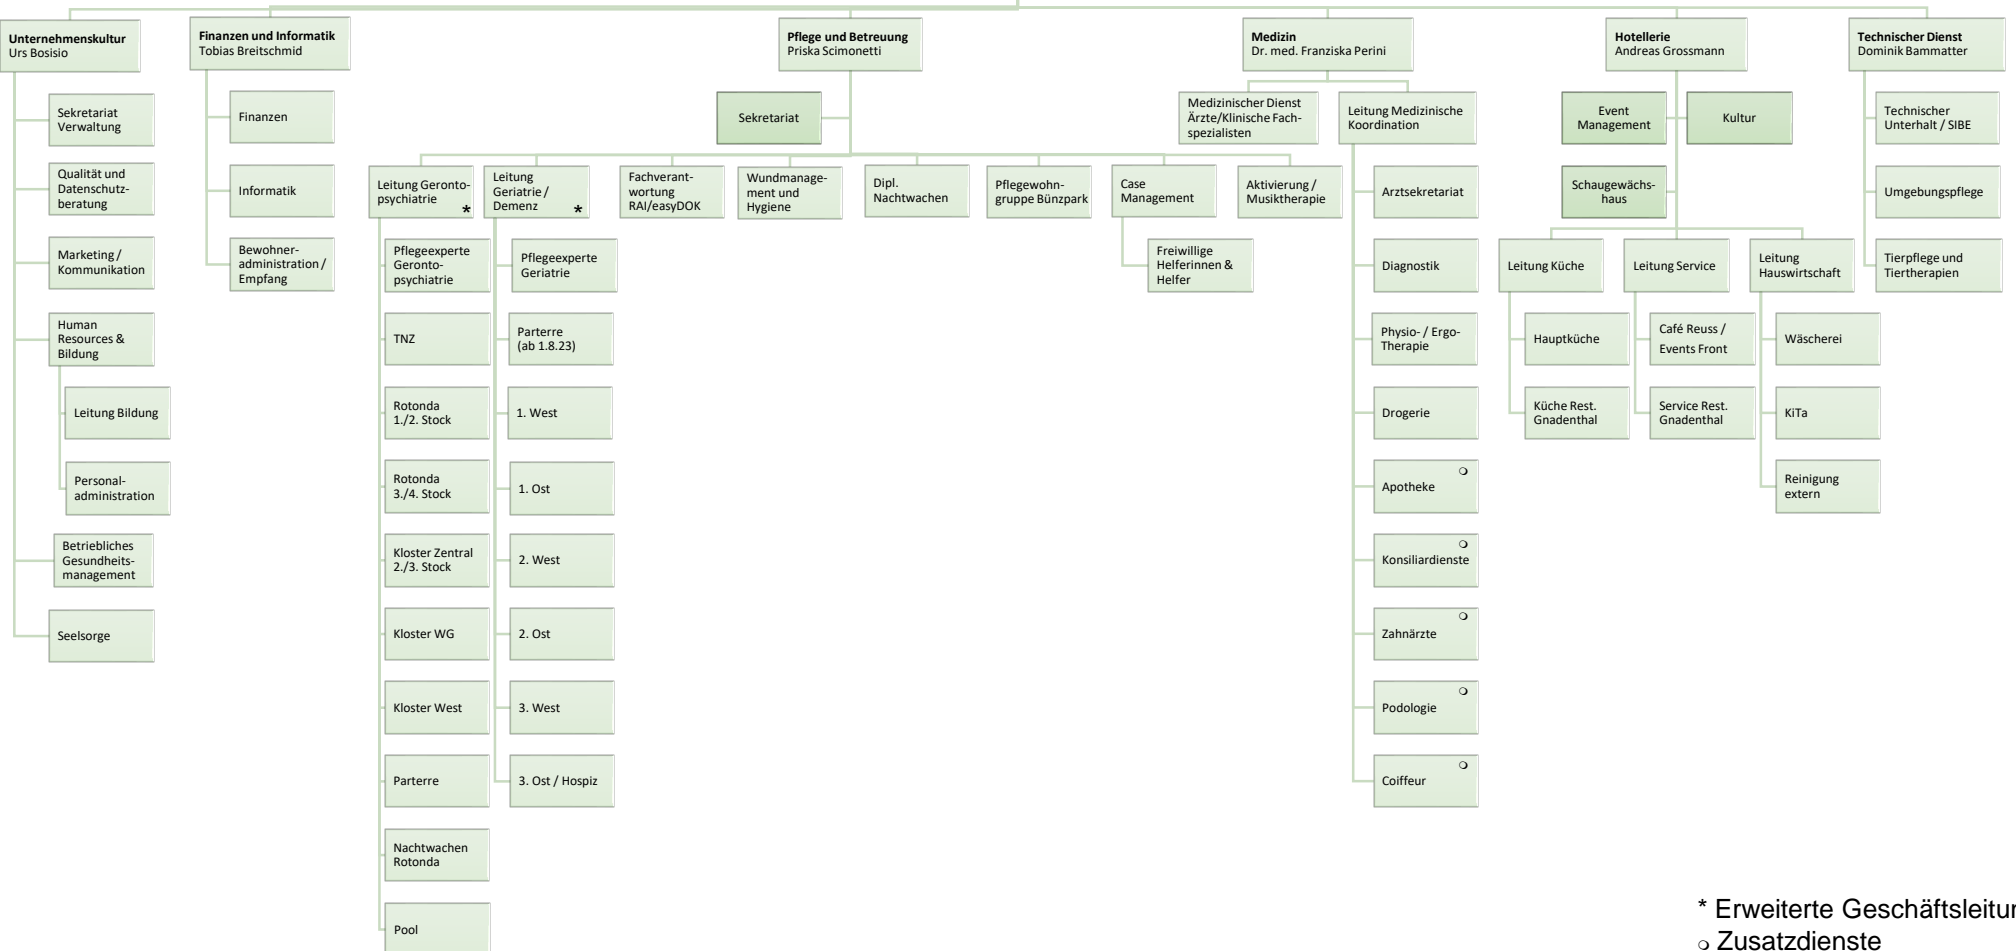 Unternehmenskultur
Urs Bosisio
Sekretariat
Verwaltung
Qualität und
Datenschutz-
beratung
Marketing /
Kommunikation
Human
Resources &
Bildung
Leitung Bildung
Personal-
administration
Betriebliches
Gesundheits-
management
Seelsorge
Finanzen und Informatik
Tobias Breitschmid
Finanzen
Informatik
Bewohner-
administration /
Empfang
Pflege und Betreuung
Priska Scimonetti
Sekretariat
Leitung Geronto-
psychiatrie
*
Pflegeexperte
Geronto-
psychiatrie
TNZ
Rotonda
1./2. Stock
Rotonda
3./4. Stock
Kloster Zentral
2./3. Stock
Kloster WG
Kloster West
Parterre
Nachtwachen
Rotonda
Pool
Leitung
Geriatrie /
Demenz *
Pflegeexperte
Geriatrie
Parterre
(ab 1.8.23)
1. West
1. Ost
2. West
2. Ost
3. West
3. Ost / Hospiz
Fachverant-
wortung
RAI/easyDOK
Wundmanage-
ment und
Hygiene
Dipl.
Nachtwachen
Pflegewohn-
gruppe Bünzpark
Case
Management
Freiwillige
Helferinnen &
Helfer
Aktivierung /
Musiktherapie
Medizin
Dr. med. Franziska Perini
Medizinischer Dienst
Ärzte/Klinische Fach-
spezialisten
Leitung Medizinische
Koordination
Arztsekretariat
Diagnostik
Physio- / Ergo-
Therapie
Drogerie
Apotheke
Konsiliardienste
Zahnärzte
Podologie
Coiffeur
Hotellerie
Andreas Grossmann
Event
Management
Kultur
Schaugewächs-
haus
Leitung Küche
Hauptküche
Küche Rest.
Gnadenthal
Leitung Service
Café Reuss /
Events Front
Service Rest.
Gnadenthal
Leitung
Hauswirtschaft
Wäscherei
KiTa
Reinigung
extern
Technischer Dienst
Dominik Bammatter
Technischer
Unterhalt / SIBE
Umgebungspflege
Tierpflege und
Tiertherapien
* Erweiterte Geschäftsleitu
○ Zusatzdienste